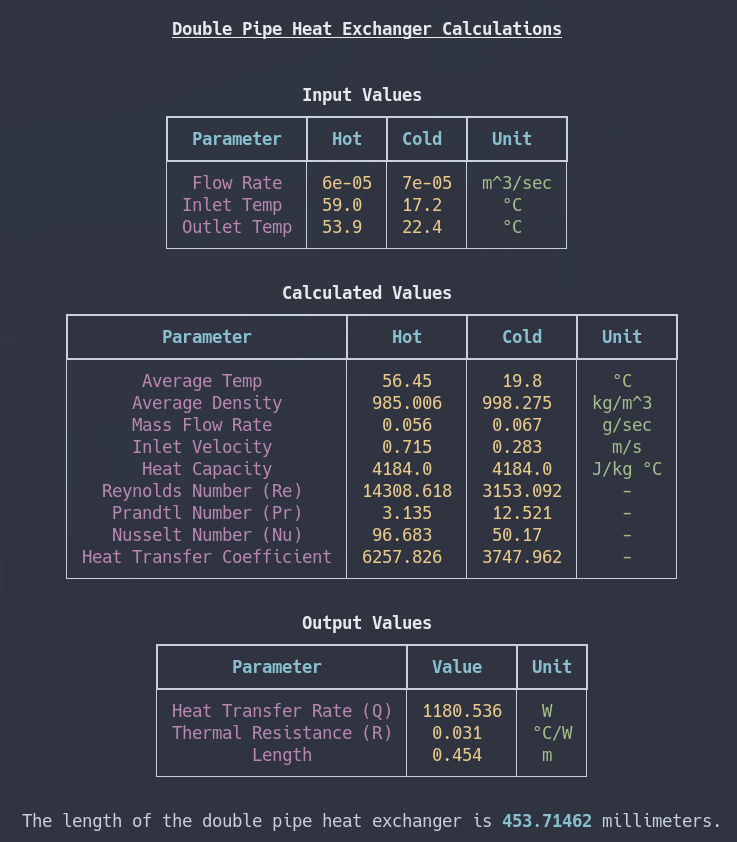 Double Pipe Heat Exchanger Calculations
Input Values
Parameter Hot Cold Unit
Flow Rate 6e-05 7e-05 m^3/sec
Inlet Temp 59.0 17.2 °C
Outlet Temp 53.9 22.4 °C
Calculated Values
Parameter Hot Cold Unit
Average Temp 56.45 19.8 °C
Average Density 985.006 998.275 kg/m^3
Mass Flow Rate 0.056 0.067 g/sec
Inlet Velocity 0.715 0.283 m/s
Heat Capacity 4184.0 4184.0 J/kg °C
Reynolds Number (Re) 14308.618 3153.092 -
Prandtl Number (Pr) 3.135 12.521 -
Nusselt Number (Nu) 96.683 50.17 -
Heat Transfer Coefficient 6257.826 3747.962 -
Output Values
Parameter Value Unit
Heat Transfer Rate (Q) 1180.536 W
Thermal Resistance (R) 0.031 °C/W
Length 0.454 m
The length of the double pipe heat exchanger is 453.71462 millimeters.